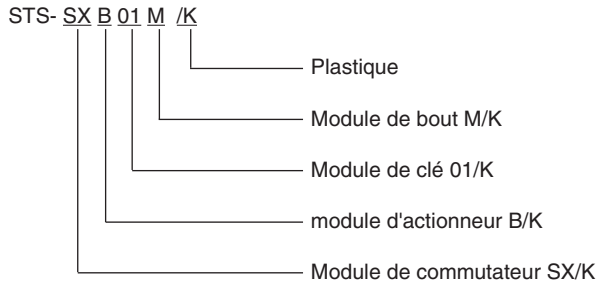 STS- SX B 01 M /K
Plastique
Module de bout M/K
Module de clé 01/K
module d'actionneur B/K
Module de commutateur SX/K